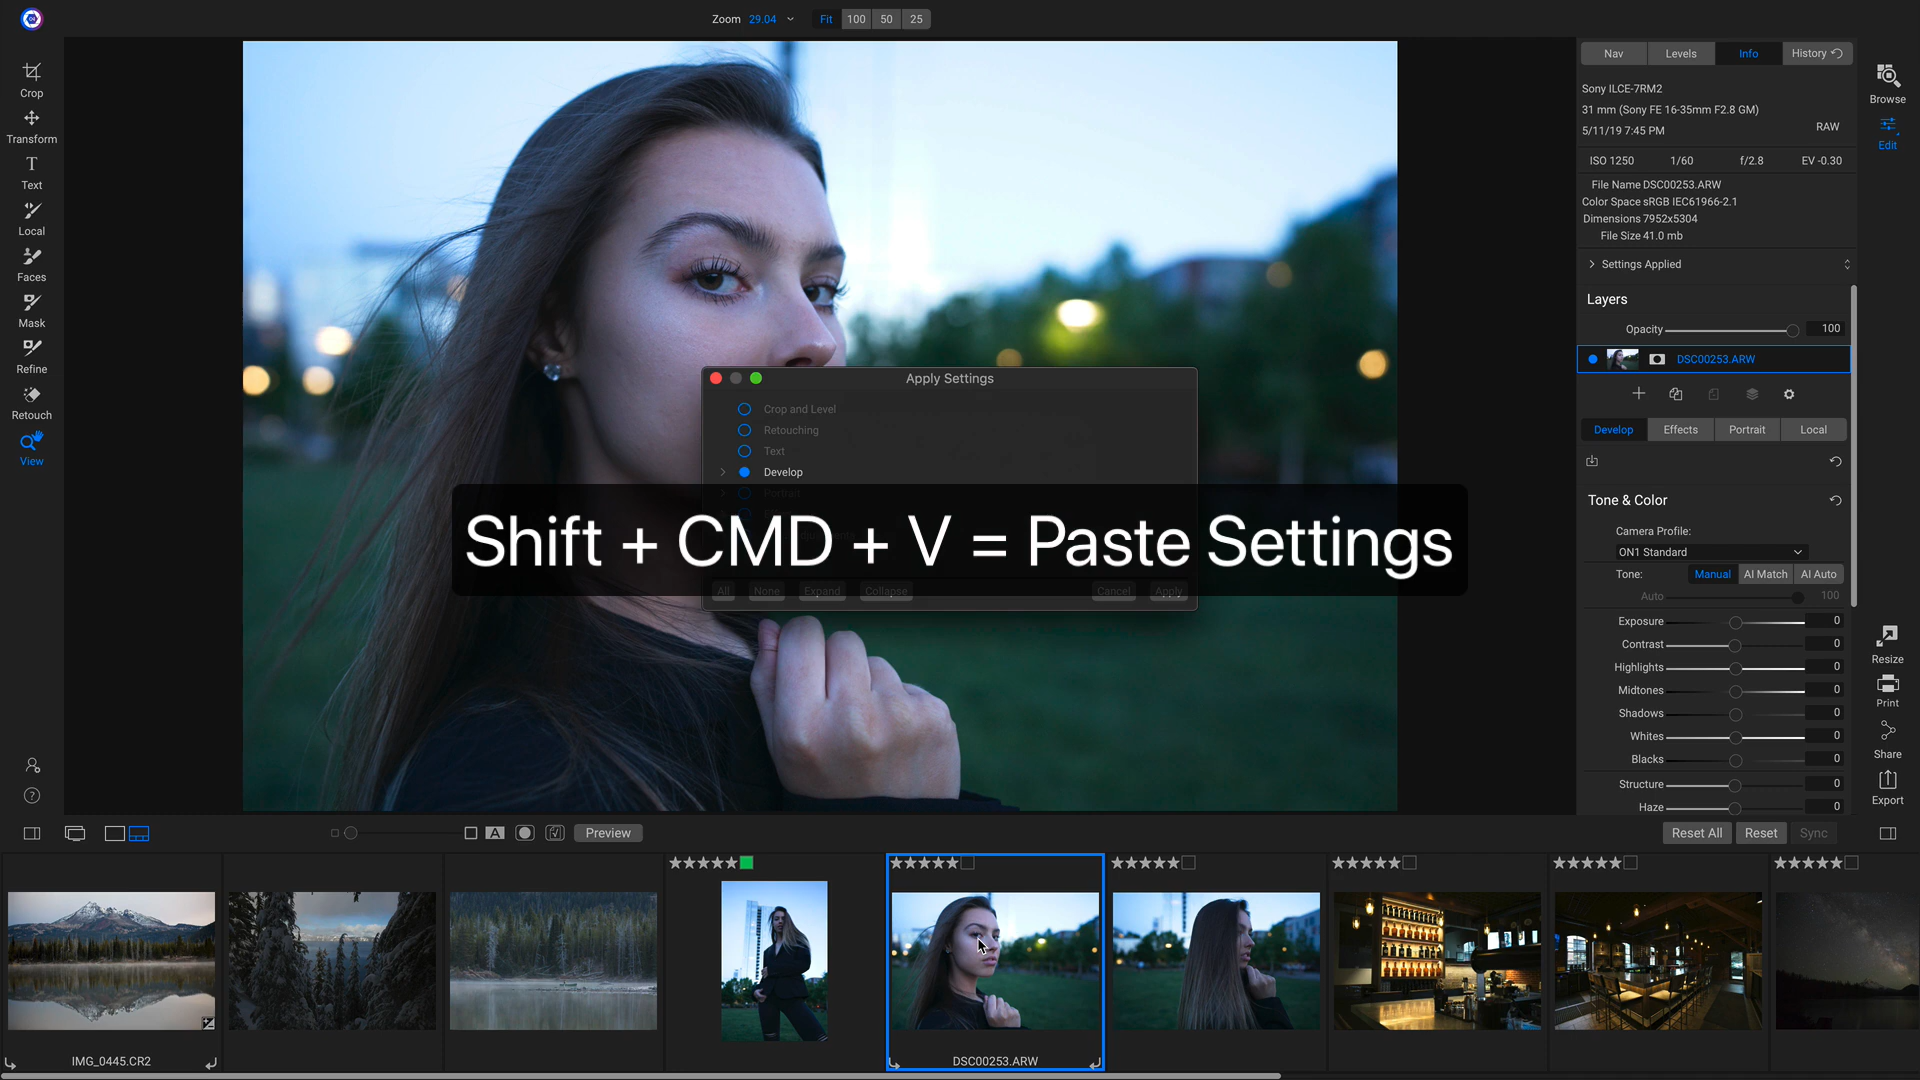 Zoom 29.04 Fit 100 50 25
Crop
Transform
Text
Local
Faces
Mask
Refine
Retouch
View
Apply Settings
Crop and Level
Retouching
Text
Develop
Portrait
Shift + CMD + V = Paste Settings
All None Expand Collapse Cancel Apply
Nav Levels Info History
Sony ILCE-7RM2
31 mm (Sony FE 16-35mm F2.8 GM)
5/11/19 7:45 PM RAW
ISO 1250 1/60 f/2.8 EV -0.30
File Name DSC00253.ARW
Color Space sRGB IEC61966-2.1
Dimensions 7952x5304
File Size 41.0 mb
Settings Applied
Layers
Opacity 100
DSC00253.ARW
Develop Effects Portrait Local
Tone & Color
Camera Profile:
ON1 Standard
Tone: Manual AI Match AI Auto
Auto 100
Exposure 0
Contrast 0
Highlights 0
Midtones 0
Shadows 0
Whites 0
Blacks 0
Structure 0
Haze 0
Browse
Edit
Resize
Print
Share
Export
A Preview Reset All Reset Sync
IMG_0445.CR2 DSC00253.ARW